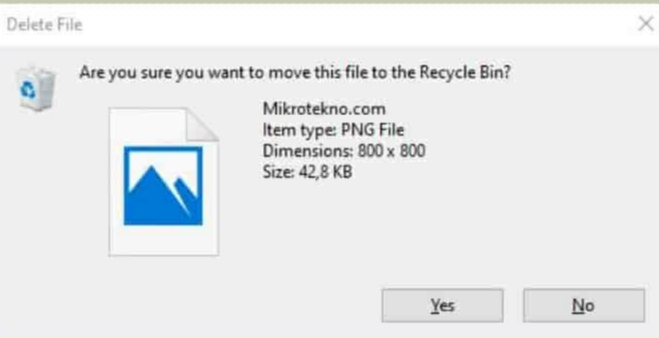 Delete File
Are you sure you want to move this file to the Recycle Bin?
Mikrotekno.com
Item type: PNG File
Dimensions: 800 x 800
Size: 42,8 KB
Yes
No